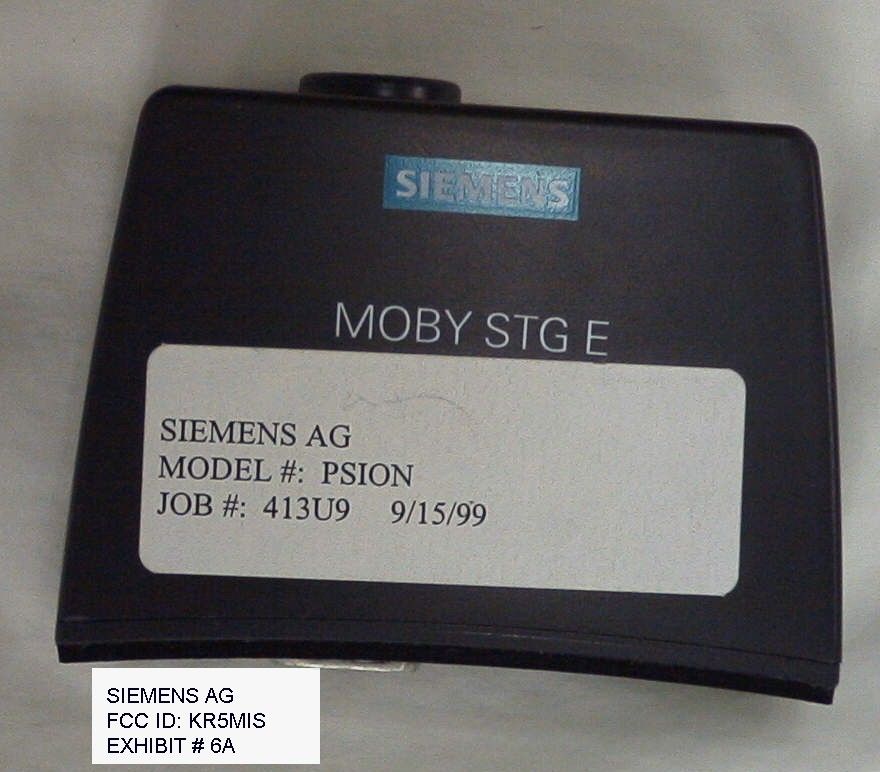 SIEMENS
MOBY STG E
SIEMENS AG
MODEL #: PSION
JOB #: 413U9 9/15/99
SIEMENS AG
FCC ID: KR5MIS
EXHIBIT # 6A